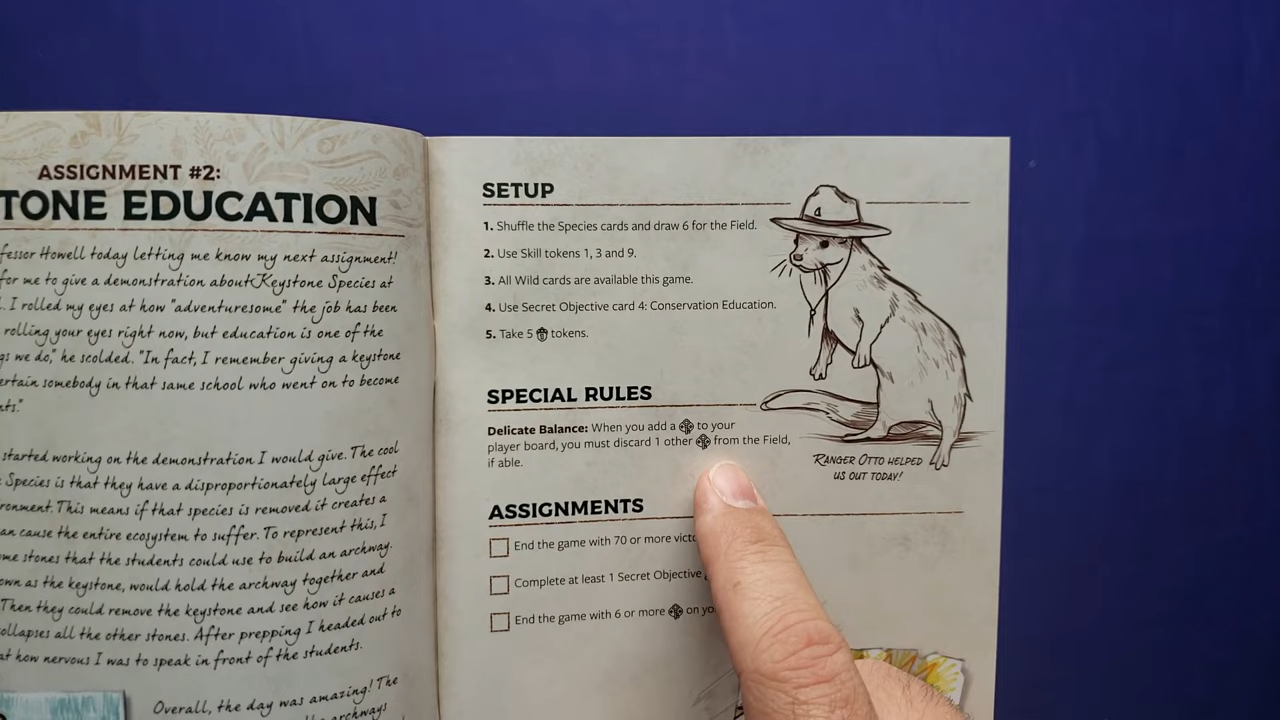 ASSIGNMENT #2:
TONE EDUCATION
Professor Howell today letting me know my next assignment!
for me to give a demonstration about Keystone Species at
I rolled my eyes at how "adventuresome" the job has been
rolling your eyes right now, but education is one of the
we do," he scolded. "In fact, I remember giving a keystone
somebody in that same school who went on to become
started working on the demonstration I would give. The cool
Species is that they have a disproportionately large effect
This means if that species is removed it creates a
can cause the entire ecosystem to suffer. To represent this, I
stones that the students could use to build an archway.
as the keystone, would hold the archway together and
Then they could remove the keystone and see how it causes a
collapses all the other stones. After prepping I headed out to
at how nervous I was to speak in front of the students.
Overall, the day was amazing! The
archways
SETUP
1. Shuffle the Species cards and draw 6 for the Field.
2. Use Skill tokens 1, 3 and 9.
3. All Wild cards are available this game.
4. Use Secret Objective card 4: Conservation Education.
5. Take 5 tokens.
SPECIAL RULES
Delicate Balance: When you add a to your
player board, you must discard 1 other from the Field,
if able.
RANGER OTTO HELPED
US OUT TODAY!
ASSIGNMENTS
End the game with 70 or more
Complete at least 1 Secret Objective
End the game with 6 or more on